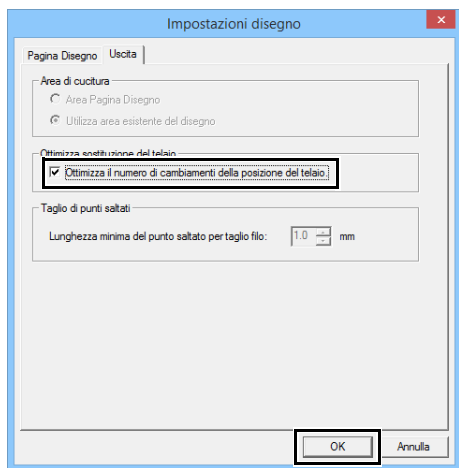 Impostazioni disegno
Pagina Disegno Uscita
Area di cucitura
Area Pagina Disegno
Utilizza area esistente del disegno
Ottimizza sostituzione del telaio
Ottimizza il numero di cambiamenti della posizione del telaio.
Taglio di punti saltati
Lunghezza minima del punto saltato per taglio filo: 1.0 mm
OK Annulla